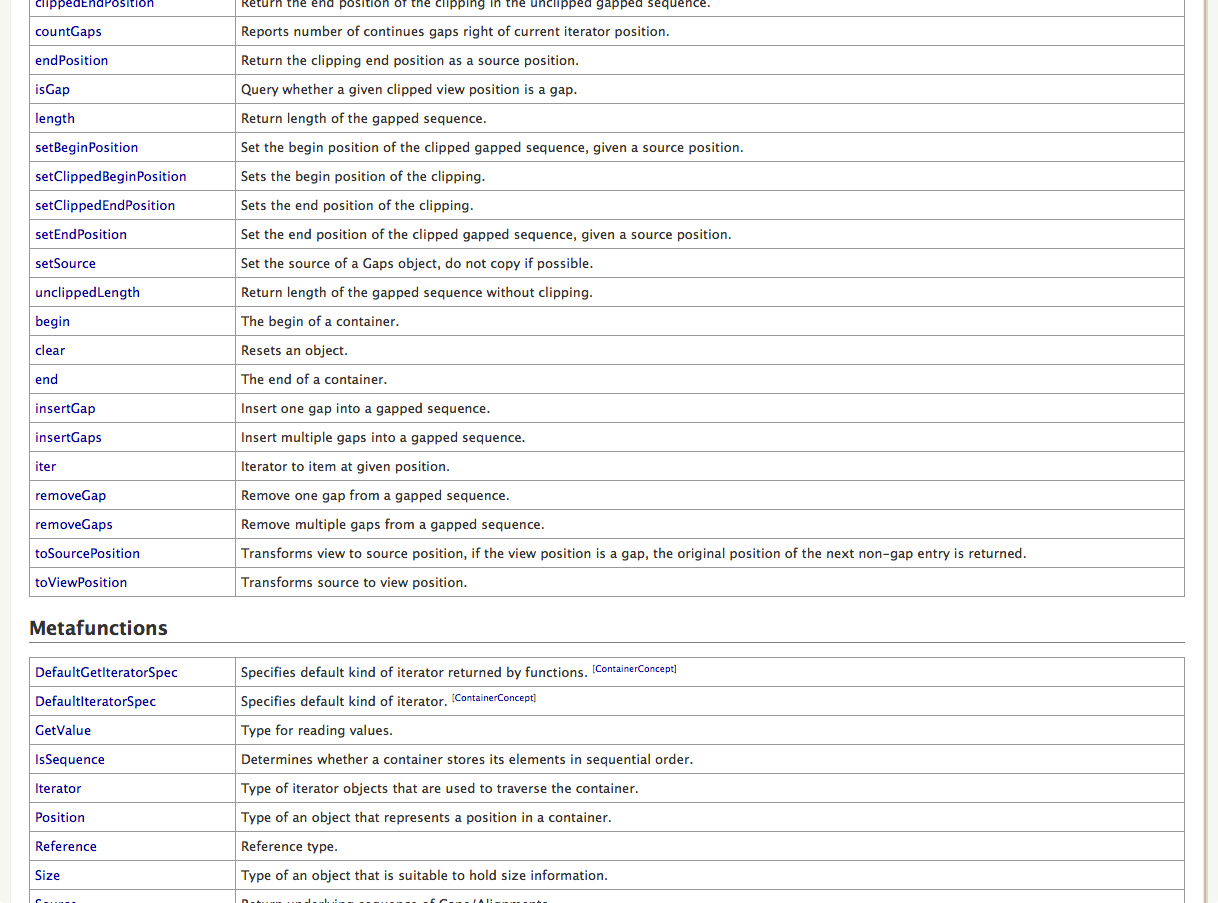 clippedEndPosition Return the end position of the clipping in the unclipped gapped sequence.
countGaps Reports number of continues gaps right of current iterator position.
endPosition Return the clipping end position as a source position.
isGap Query whether a given clipped view position is a gap.
length Return length of the gapped sequence.
setBeginPosition Set the begin position of the clipped gapped sequence, given a source position.
setClippedBeginPosition Sets the begin position of the clipping.
setClippedEndPosition Sets the end position of the clipping.
setEndPosition Set the end position of the clipped gapped sequence, given a source position.
setSource Set the source of a Gaps object, do not copy if possible.
unclippedLength Return length of the gapped sequence without clipping.
begin The begin of a container.
clear Resets an object.
end The end of a container.
insertGap Insert one gap into a gapped sequence.
insertGaps Insert multiple gaps into a gapped sequence.
iter Iterator to item at given position.
removeGap Remove one gap from a gapped sequence.
removeGaps Remove multiple gaps from a gapped sequence.
toSourcePosition Transforms view to source position, if the view position is a gap, the original position of the next non-gap entry is returned.
toViewPosition Transforms source to view position.
Metafunctions
DefaultGetIteratorSpec Specifies default kind of iterator returned by functions. [ContainerConcept]
DefaultIteratorSpec Specifies default kind of iterator. [ContainerConcept]
GetValue Type for reading values.
IsSequence Determines whether a container stores its elements in sequential order.
Iterator Type of iterator objects that are used to traverse the container.
Position Type of an object that represents a position in a container.
Reference Reference type.
Size Type of an object that is suitable to hold size information.
Source Return underlying sequence of Gaps/Alignments.